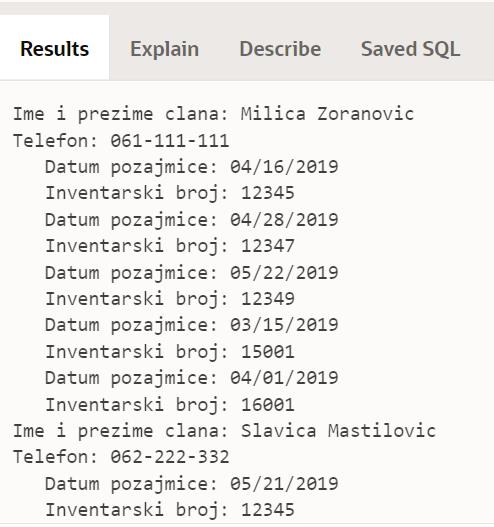 Results Explain Describe Saved SQL
Ime i prezime clana: Milica Zoranovic
Telefon: 061-111-111
Datum pozajmice: 04/16/2019
Inventarski broj: 12345
Datum pozajmice: 04/28/2019
Inventarski broj: 12347
Datum pozajmice: 05/22/2019
Inventarski broj: 12349
Datum pozajmice: 03/15/2019
Inventarski broj: 15001
Datum pozajmice: 04/01/2019
Inventarski broj: 16001
Ime i prezime clana: Slavica Mastilovic
Telefon: 062-222-332
Datum pozajmice: 05/21/2019
Inventarski broj: 12345